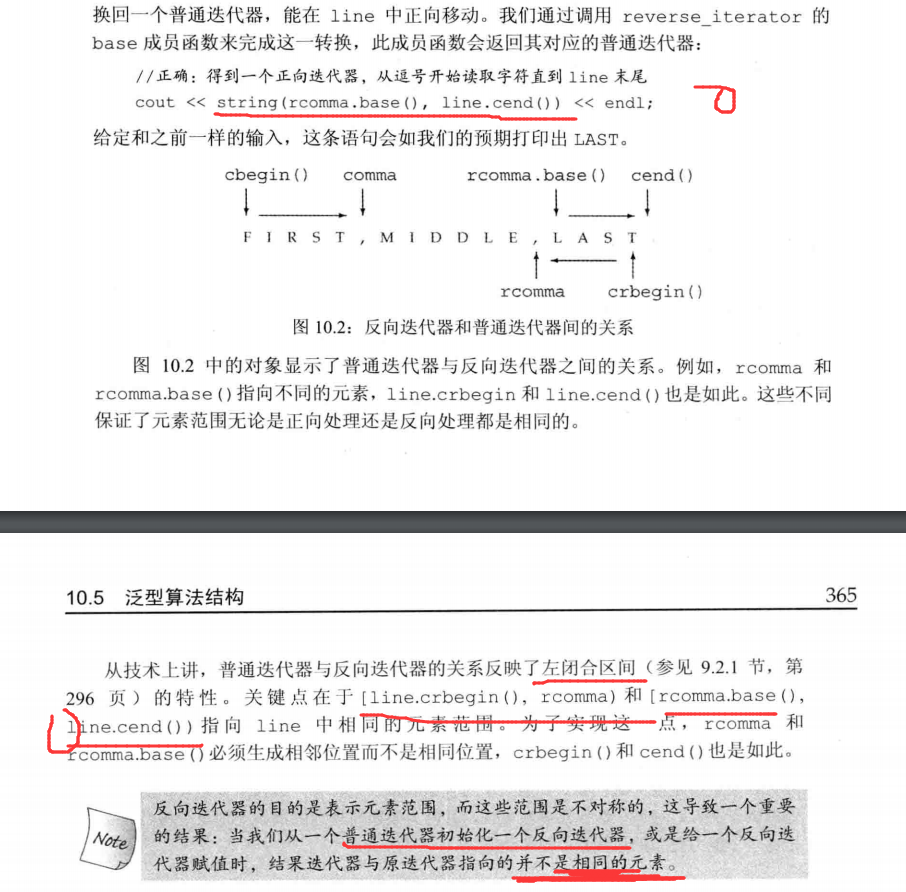 换回一个普通迭代器，能在 line 中正向移动。我们通过调用 reverse_iterator 的
base 成员函数来完成这一转换，此成员函数会返回其对应的普通迭代器：
//正确：得到一个正向迭代器，从逗号开始读取字符直到 line 末尾
cout << string(rcomma.base(), line.cend()) << endl;
给定和之前一样的输入，这条语句会如我们的预期打印出 LAST。
cbegin() comma rcomma.base() cend()
F I R S T , M I D D L E , L A S T
rcomma crbegin()
图 10.2：反向迭代器和普通迭代器间的关系
图 10.2 中的对象显示了普通迭代器与反向迭代器之间的关系。例如，rcomma 和
rcomma.base()指向不同的元素，line.crbegin 和 line.cend()也是如此。这些不同
保证了元素范围无论是正向处理还是反向处理都是相同的。
10.5 泛型算法结构 365
从技术上讲，普通迭代器与反向迭代器的关系反映了左闭合区间（参见 9.2.1 节，第
296 页）的特性。关键点在于[line.crbegin(), rcomma)和[rcomma.base(),
line.cend())指向 line 中相同的元素范围。为了实现这一点，rcomma 和
rcomma.base()必须生成相邻位置而不是相同位置，crbegin()和 cend()也是如此。
Note
反向迭代器的目的是表示元素范围，而这些范围是不对称的，这导致一个重要
的结果：当我们从一个普通迭代器初始化一个反向迭代器，或是给一个反向迭
代器赋值时，结果迭代器与原迭代器指向的并不是相同的元素。